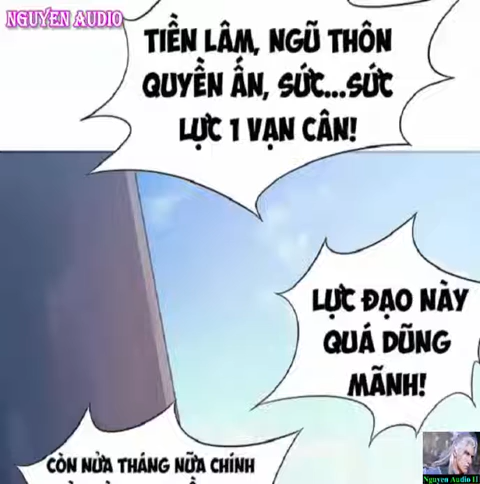 NGUYEN AUDIO
TIỀN LÂM, NGŨ THÔN
QUYỀN ẤN, SỨC...SỨC
LỰC 1 VẠN CÂN!
LỰC ĐẠO NÀY
QUÁ DŨNG
MÃNH!
CÒN NỬA THÁNG NỮA CHÍNH
Nguyen Audio 11